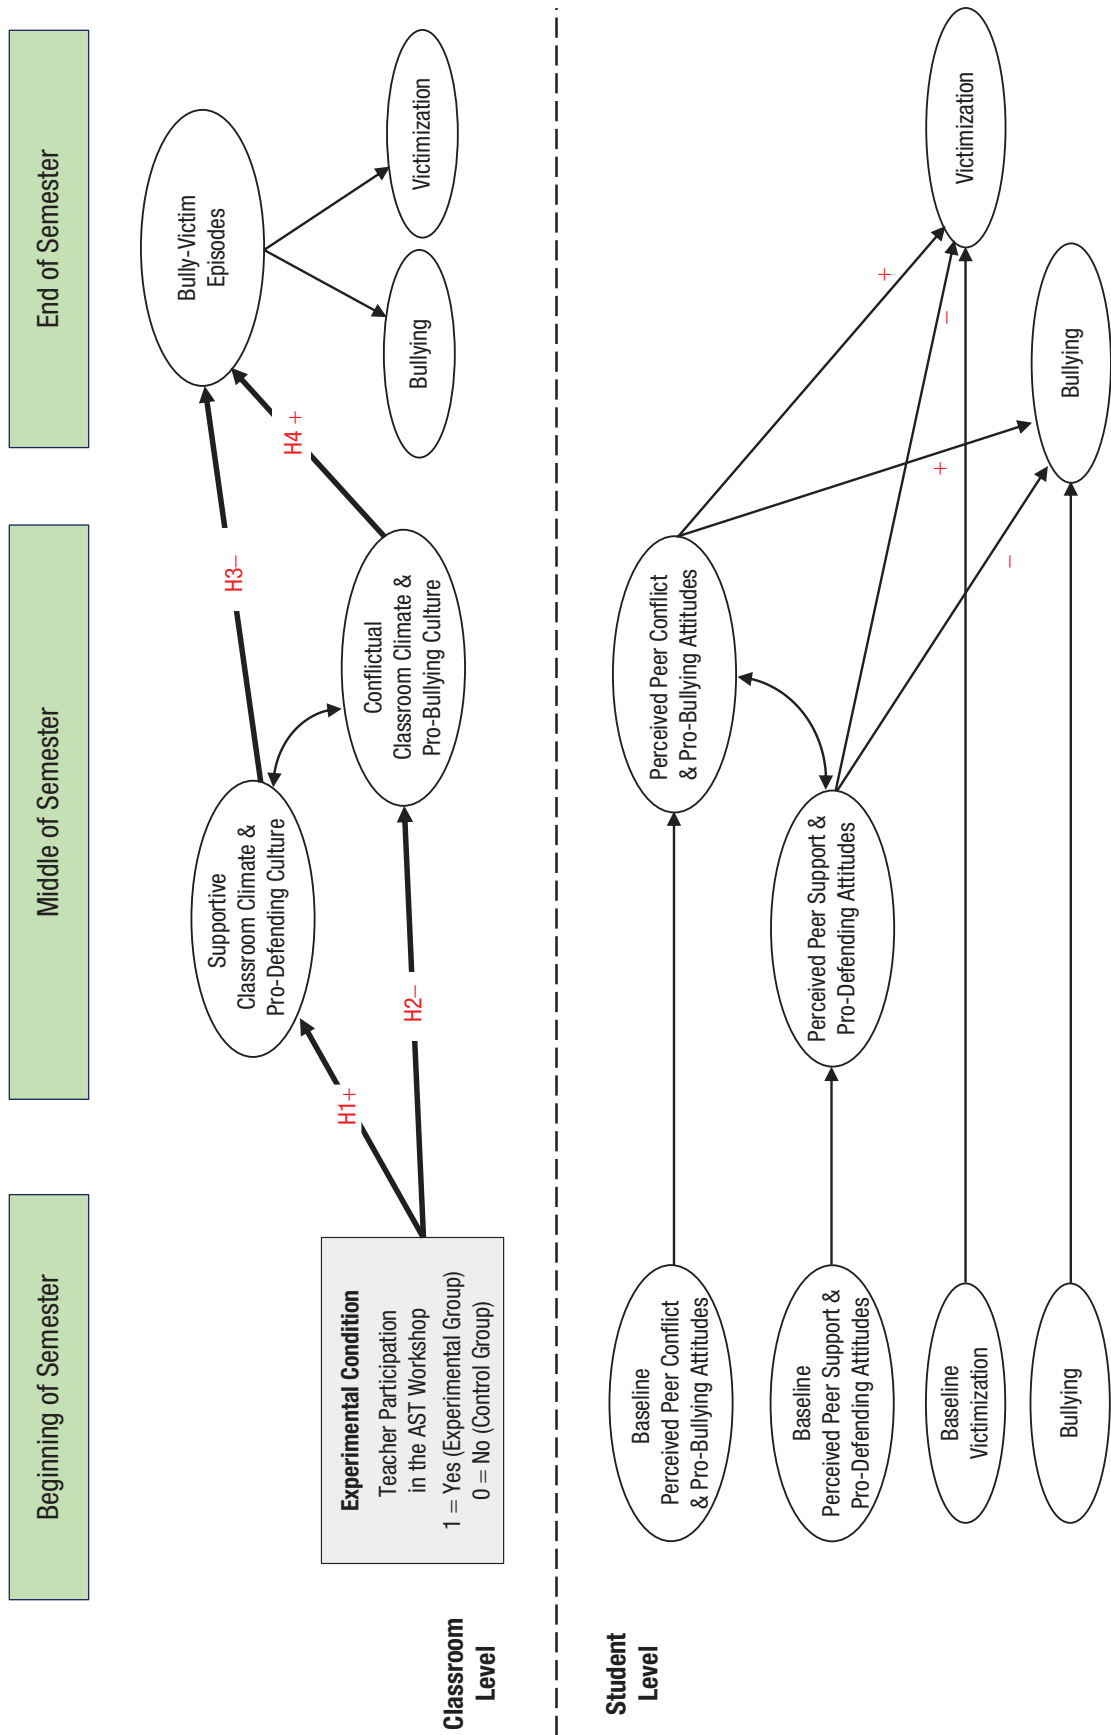 Beginning of Semester
Middle of Semester
End of Semester
Classroom
Level
Experimental Condition
Teacher Participation
in the AST Workshop
1 = Yes (Experimental Group)
0 = No (Control Group)
H1+
H2–
Supportive
Classroom Climate &
Pro-Defending Culture
Conflictual
Classroom Climate &
Pro-Bullying Culture
H3–
H4 +
Bully-Victim
Episodes
Bullying
Victimization
Student
Level
Baseline
Perceived Peer Conflict
& Pro-Bullying Attitudes
Baseline
Perceived Peer Support &
Pro-Defending Attitudes
Baseline
Victimization
Bullying
Perceived Peer Conflict
& Pro-Bullying Attitudes
Perceived Peer Support &
Pro-Defending Attitudes
+
–
+
–
Victimization
Bullying